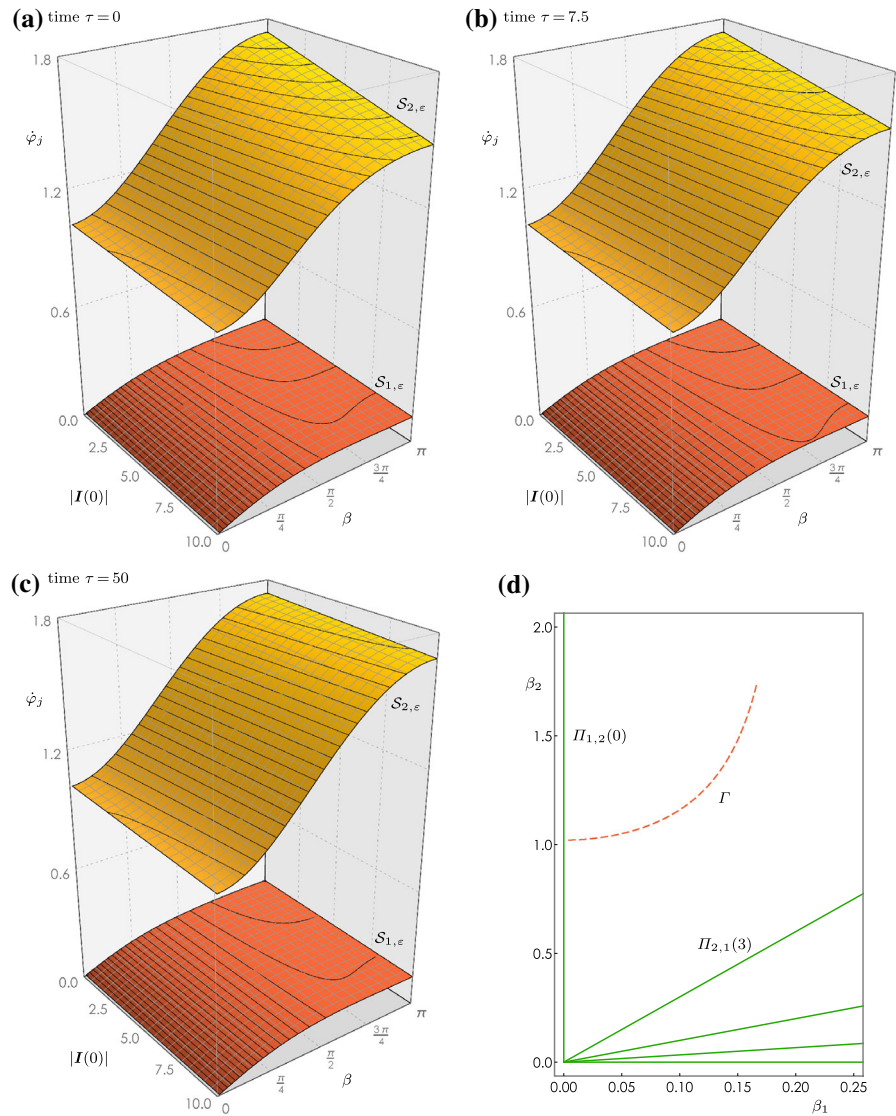 (a) time τ = 0
1.8
φ̇ⱼ
1.2
0.6
0.0
2.5
5.0
7.5
10.0
|I(0)|
0
π/4
π/2
3π/4
π
β
S₂,ε
S₁,ε
(b) time τ = 7.5
1.8
φ̇ⱼ
1.2
0.6
0.0
2.5
5.0
7.5
10.0
|I(0)|
0
π/4
π/2
3π/4
π
β
S₂,ε
S₁,ε
(c) time τ = 50
1.8
φ̇ⱼ
1.2
0.6
0.0
2.5
5.0
7.5
10.0
|I(0)|
0
π/4
π/2
3π/4
π
β
S₂,ε
S₁,ε
(d)
2.0
β₂
1.5
1.0
0.5
0.0
Π₁,₂(0)
Γ
Π₂,₁(3)
0.00 0.05 0.10 0.15 0.20 0.25
β₁